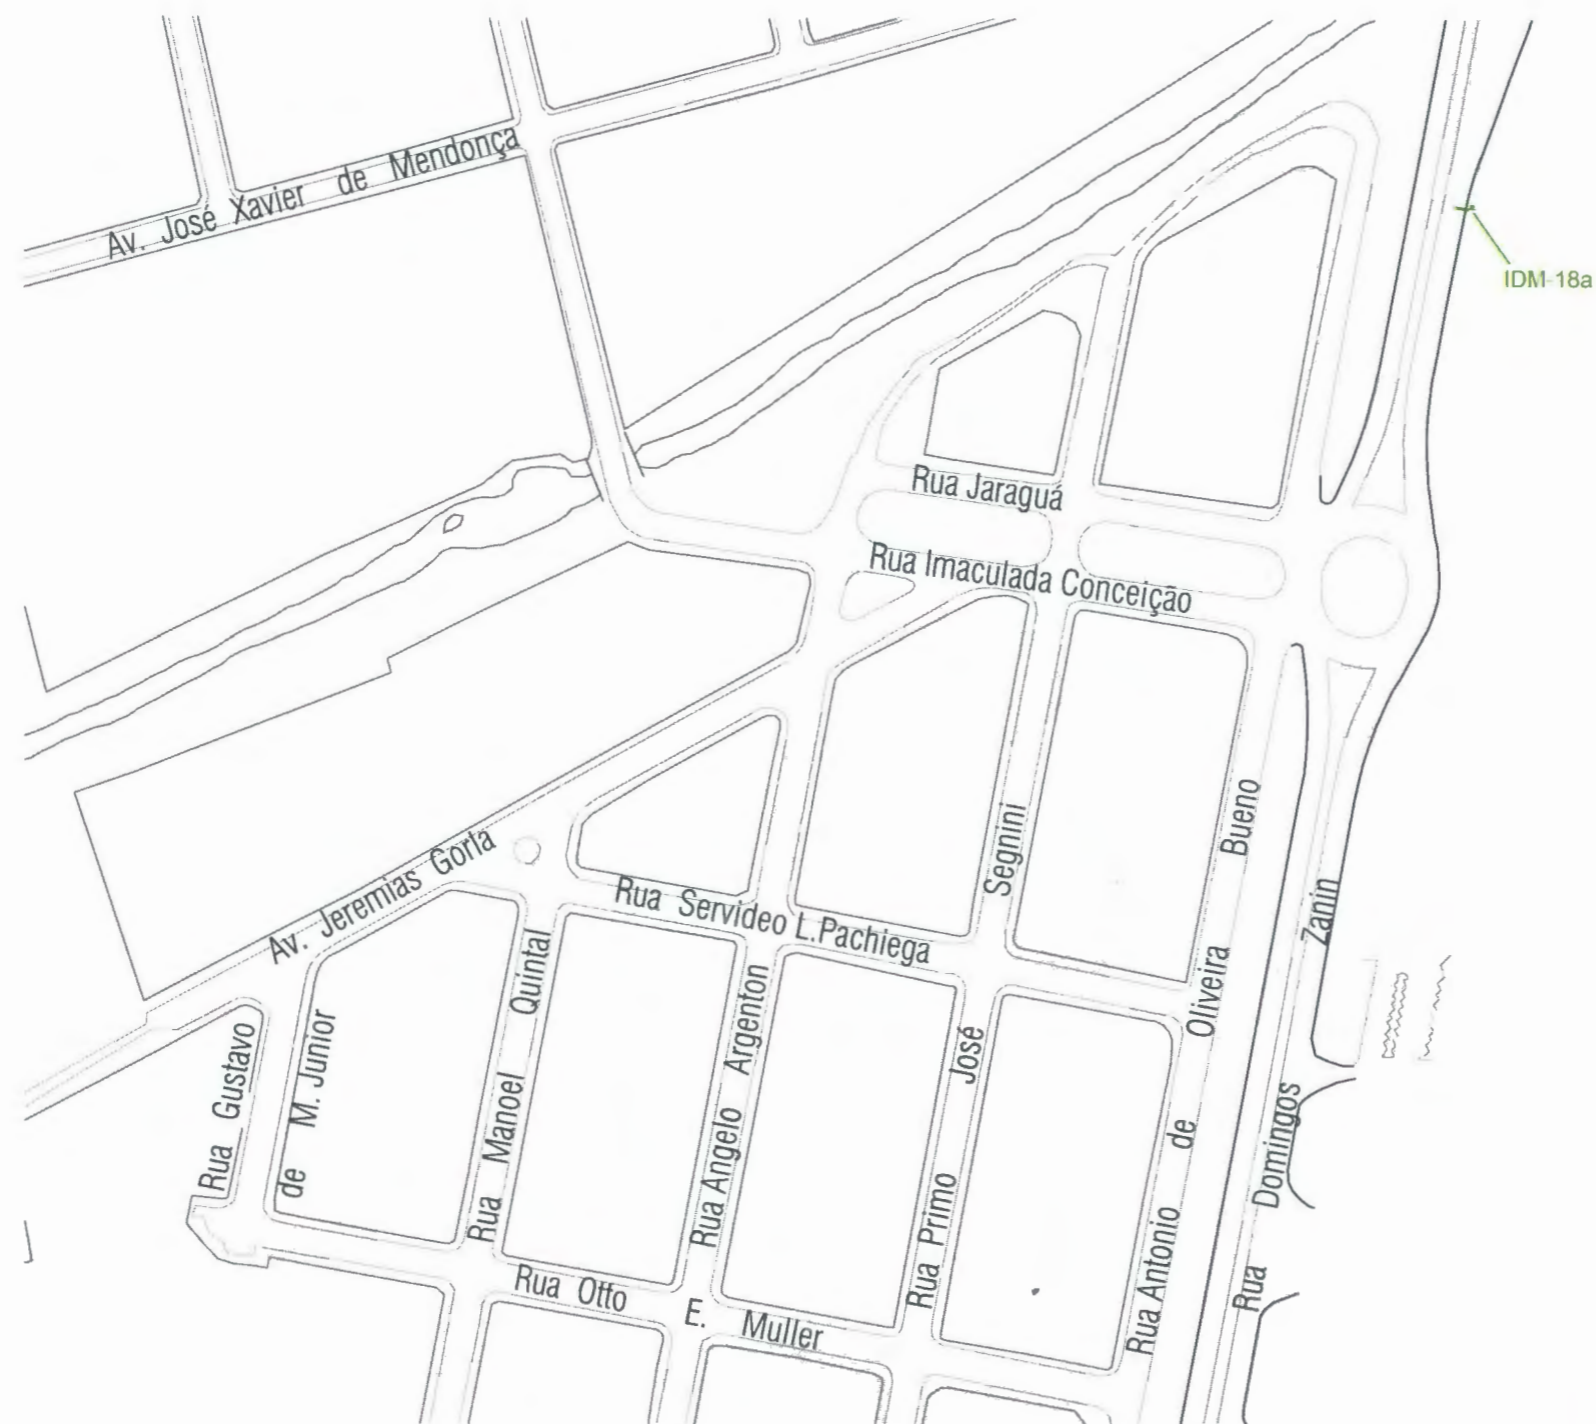 Av. José Xavier de Mendonça
IDM-18a
Rua Jaraguá
Rua Imaculada Conceição
Av. Jeremias Gorla
Rua Servideo L.Pachiega
Rua Gustavo
de M. Junior
Rua Manoel Quintal
Rua Angelo Argenton
Rua Primo José Segnini
Rua Antonio de Oliveira Bueno
Rua Domingos Zanin
Rua Otto E. Muller